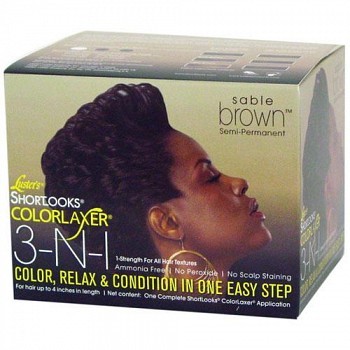 sable
brown™
Semi-Permanent
Luster's
SHORTLOOKS®
COLORLAXER®
3-N-1
1-Strength For All Hair Textures
Ammonia Free | No Peroxide | No Scalp Staining
COLOR, RELAX & CONDITION IN ONE EASY STEP
For hair up to 4 inches in length | Net content: One Complete ShortLooks® ColorLaxer® Application